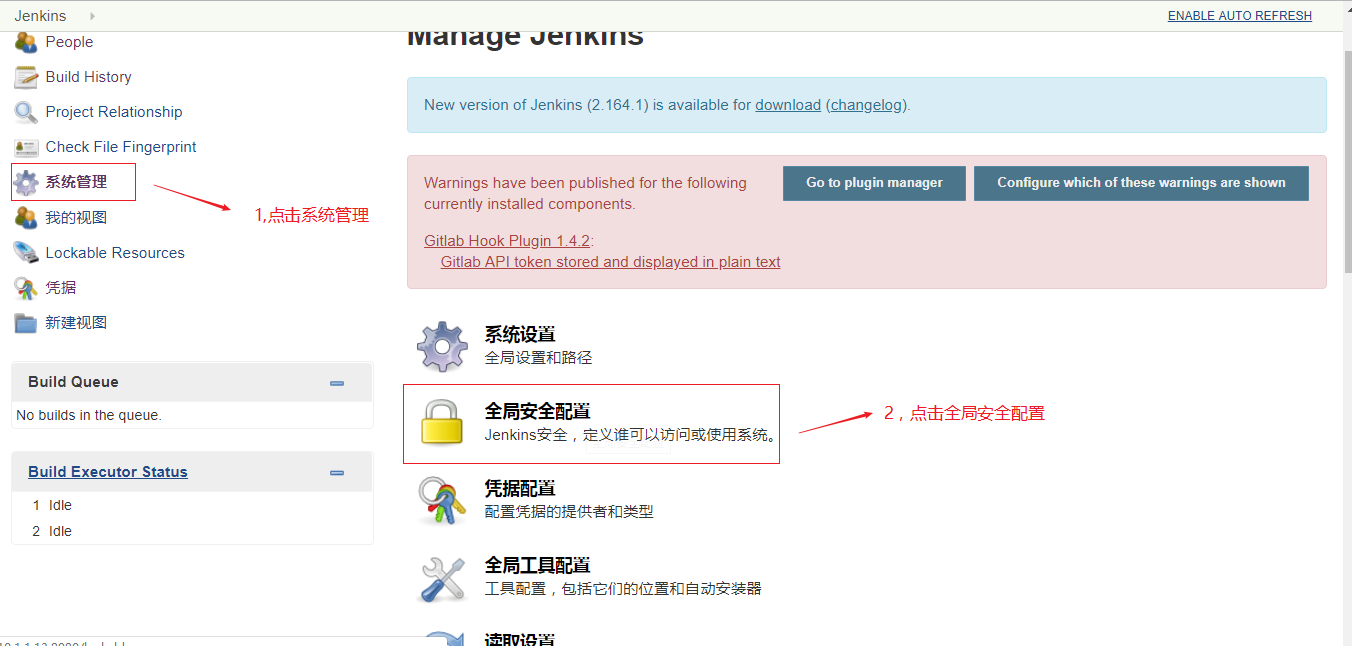 Jenkins
ENABLE AUTO REFRESH
People
Build History
Project Relationship
Check File Fingerprint
系统管理
1,点击系统管理
我的视图
Lockable Resources
凭据
新建视图
Build Queue
No builds in the queue.
Build Executor Status
1 Idle
2 Idle
Manage Jenkins
New version of Jenkins (2.164.1) is available for download (changelog).
Warnings have been published for the following
currently installed components.
Go to plugin manager
Configure which of these warnings are shown
Gitlab Hook Plugin 1.4.2:
Gitlab API token stored and displayed in plain text
系统设置
全局设置和路径
全局安全配置
Jenkins安全，定义谁可以访问或使用系统。
2，点击全局安全配置
凭据配置
配置凭据的提供者和类型
全局工具配置
工具配置，包括它们的位置和自动安装器
读取设置